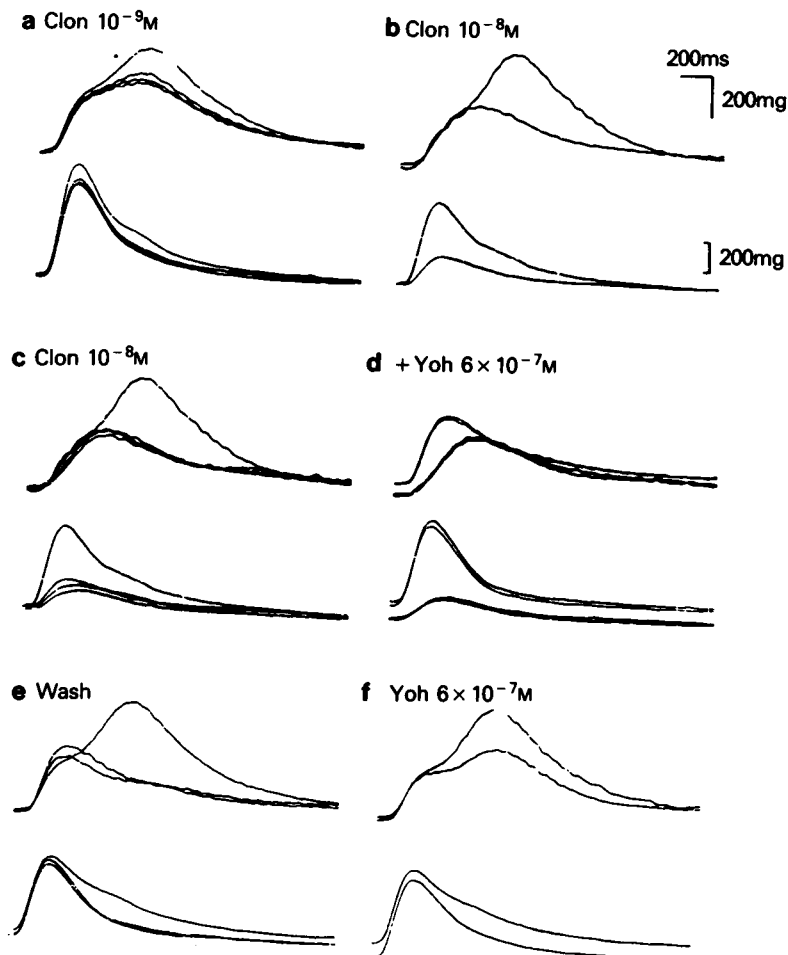 a Clon 10⁻⁹M
b Clon 10⁻⁸M
200ms
200mg
200mg
c Clon 10⁻⁸M
d + Yoh 6 × 10⁻⁷M
e Wash
f Yoh 6 × 10⁻⁷M